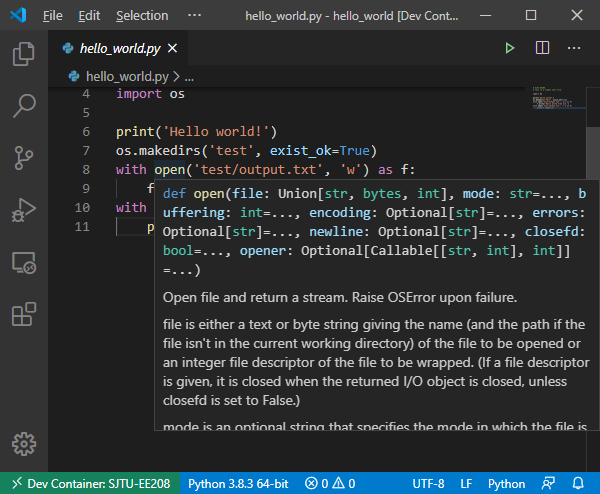 File Edit Selection ··· hello_world.py - hello_world [Dev Cont...
hello_world.py
hello_world.py > ...
4 import os
5
6 print('Hello world!')
7 os.makedirs('test', exist_ok=True)
8 with open('test/output.txt', 'w') as f:
9 f
10 with
11 p
def open(file: Union[str, bytes, int], mode: str=..., b
uffering: int=..., encoding: Optional[str]=..., errors:
Optional[str]=..., newline: Optional[str]=..., closefd:
bool=..., opener: Optional[Callable[[str, int], int]]
=...)
Open file and return a stream. Raise OSError upon failure.
file is either a text or byte string giving the name (and the path if the
file isn't in the current working directory) of the file to be opened or
an integer file descriptor of the file to be wrapped. (If a file descriptor
is given, it is closed when the returned I/O object is closed, unless
closefd is set to False.)
mode is an optional string that specifies the mode in which the file is
Dev Container: SJTU-EE208 Python 3.8.3 64-bit 0 0 UTF-8 LF Python